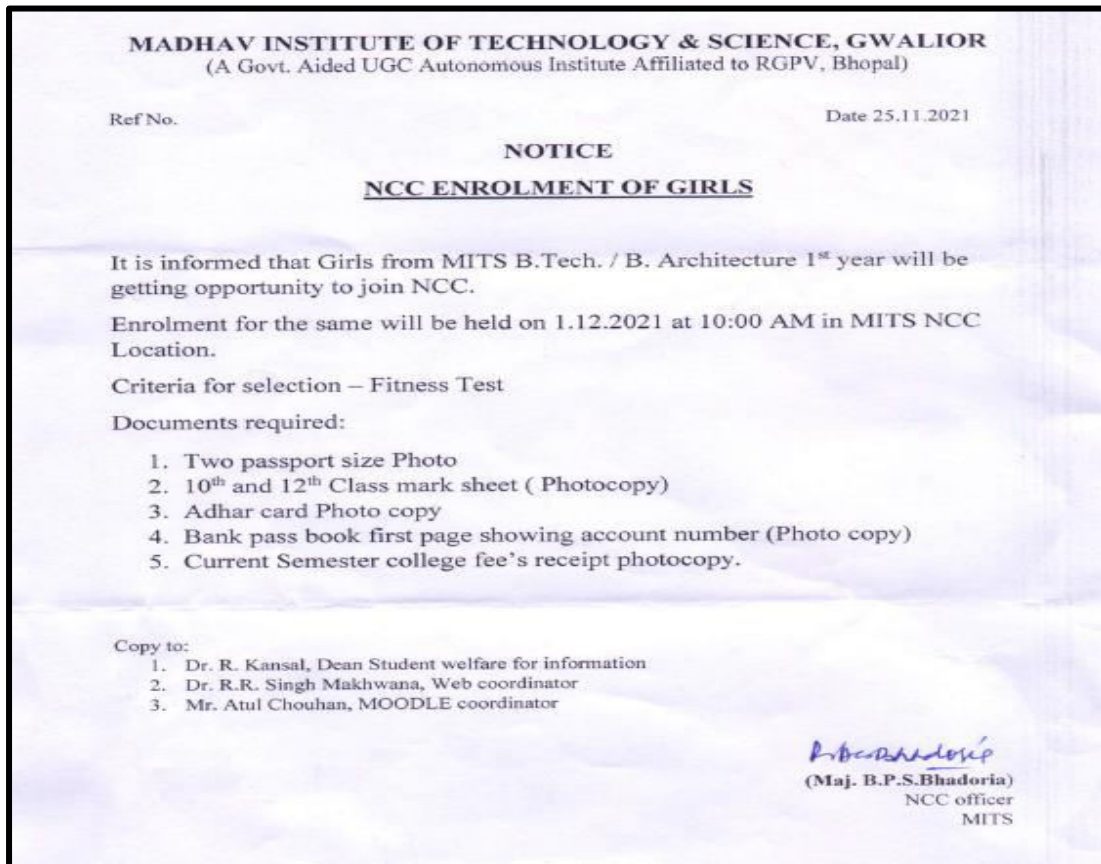 MADHAV INSTITUTE OF TECHNOLOGY & SCIENCE, GWALIOR
(A Govt. Aided UGC Autonomous Institute Affiliated to RGPV, Bhopal)
Ref No. Date 25.11.2021
NOTICE
NCC ENROLMENT OF GIRLS
It is informed that Girls from MITS B.Tech. / B. Architecture 1st year will be
getting opportunity to join NCC.
Enrolment for the same will be held on 1.12.2021 at 10:00 AM in MITS NCC
Location.
Criteria for selection – Fitness Test
Documents required:
1. Two passport size Photo
2. 10th and 12th Class mark sheet ( Photocopy)
3. Adhar card Photo copy
4. Bank pass book first page showing account number (Photo copy)
5. Current Semester college fee's receipt photocopy.
Copy to:
1. Dr. R. Kansal, Dean Student welfare for information
2. Dr. R.R. Singh Makhwana, Web coordinator
3. Mr. Atul Chouhan, MOODLE coordinator
(Maj. B.P.S.Bhadoria)
NCC officer
MITS